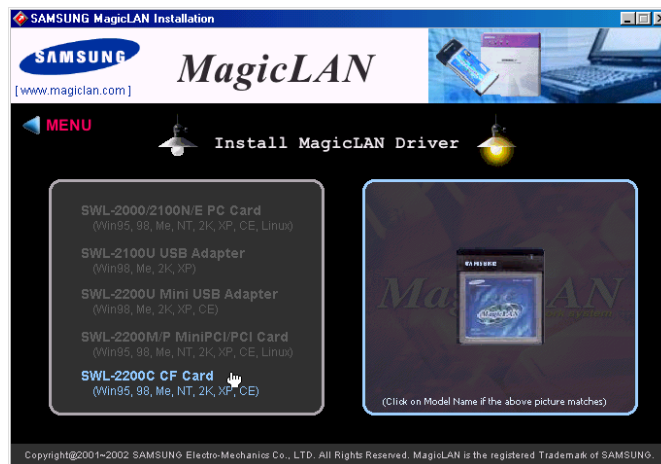 SAMSUNG MagicLAN Installation
SAMSUNG
MagicLAN
[www.magiclan.com]
MENU
Install MagicLAN Driver
SWL-2000/2100N/E PC Card
(Win95, 98, Me, NT, 2K, XP, CE, Linux)
SWL-2100U USB Adapter
(Win98, Me, 2K, XP)
SWL-2200U Mini USB Adapter
(Win98, Me, 2K, XP, CE)
SWL-2200M/P MiniPCI/PCI Card
(Win95, 98, Me, NT, 2K, XP, CE, Linux)
SWL-2200C CF Card
(Win95, 98, Me, NT, 2K, XP, CE)
SAMSUNG
MagicLAN
(Click on Model Name if the above picture matches)
Copyright@2001~2002 SAMSUNG Electro-Mechanics Co., LTD. All Rights Reserved. MagicLAN is the registered Trademark of SAMSUNG.